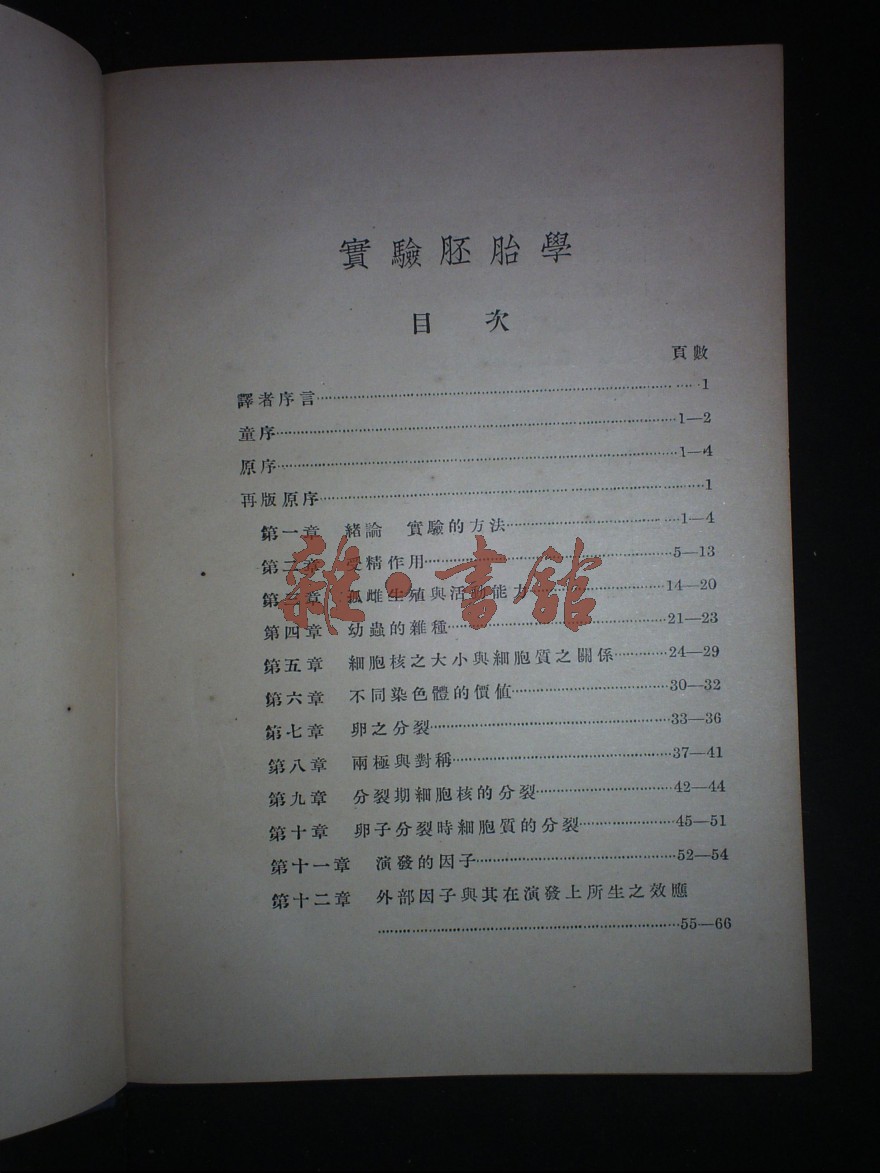 實驗胚胎學
目 次
頁數
譯者序言……1
童序……1—2
原序……1—4
再版原序……1
第一章 緒論 實驗的方法……1—4
第二章 受精作用……5—13
第三章 孤雌生殖與活動能力……14—20
第四章 幼蟲的雜種……21—23
第五章 細胞核之大小與細胞質之關係……24—29
第六章 不同染色體的價值……30—32
第七章 卵之分裂……33—36
第八章 兩極與對稱……37—41
第九章 分裂期細胞核的分裂……42—44
第十章 卵子分裂時細胞質的分裂……45—51
第十一章 演發的因子……52—54
第十二章 外部因子與其在演發上所生之效應
……55—66
雜·書館